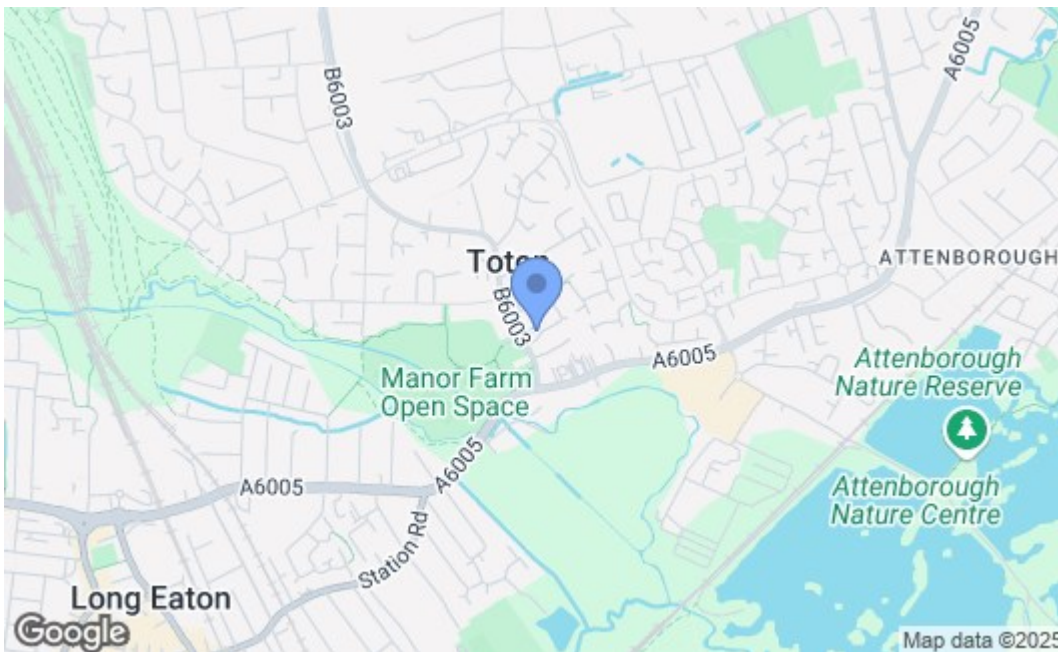 A6005
B6003
Toton
ATTENBOROUGH
B6003
A6005
Attenborough
Nature Reserve
Manor Farm
Open Space
A6005
A6005
Attenborough
Nature Centre
Station Rd
Long Eaton
Google
Map data ©2025